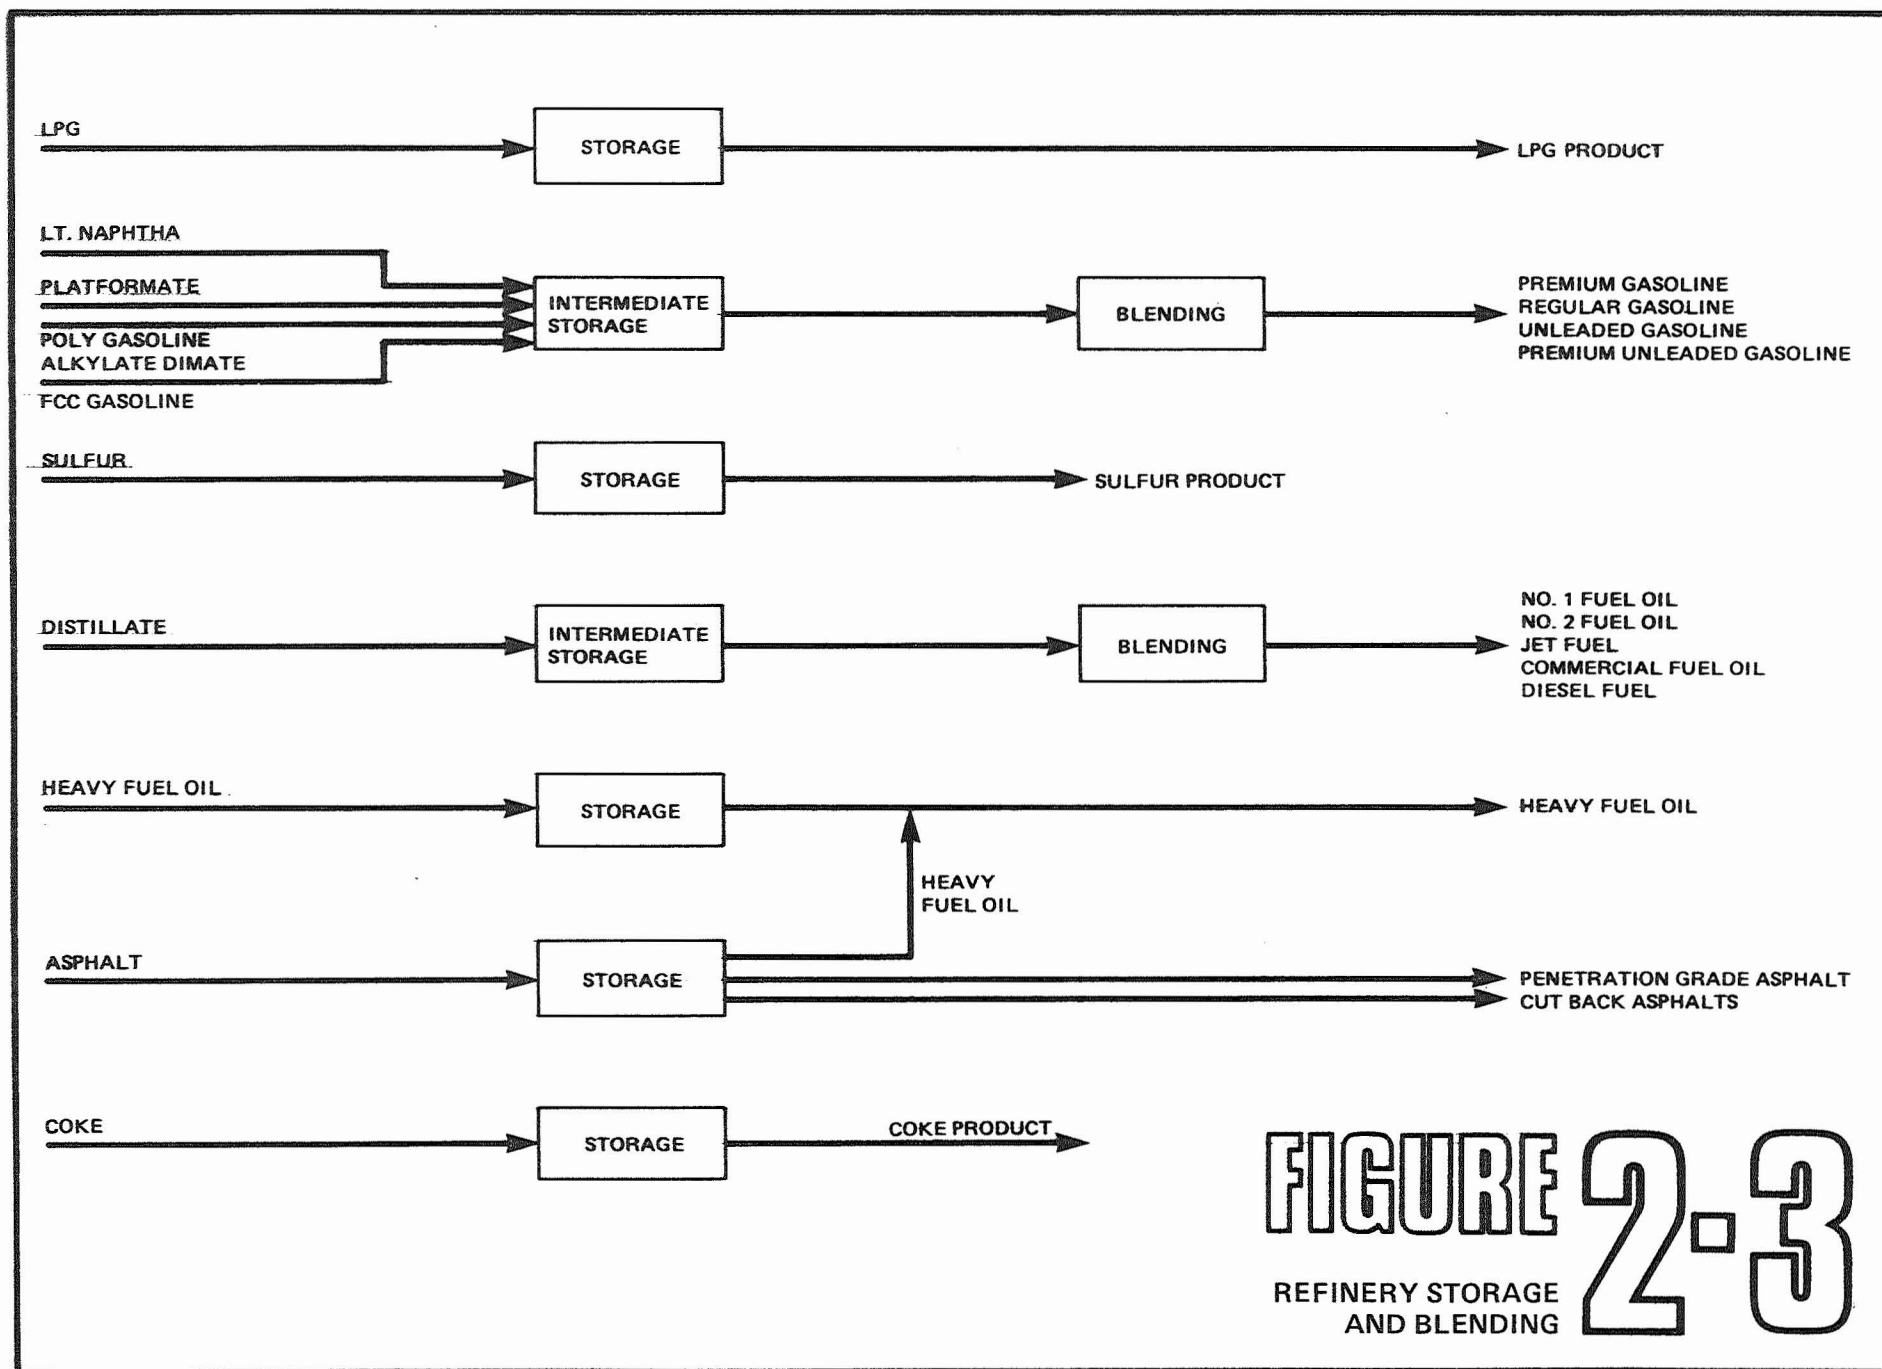 LPG
STORAGE
LPG PRODUCT
LT. NAPHTHA
PLATFORMATE
POLY GASOLINE
ALKYLATE DIMATE
FCC GASOLINE
INTERMEDIATE
STORAGE
BLENDING
PREMIUM GASOLINE
REGULAR GASOLINE
UNLEADED GASOLINE
PREMIUM UNLEADED GASOLINE
SULFUR
STORAGE
SULFUR PRODUCT
DISTILLATE
INTERMEDIATE
STORAGE
BLENDING
NO. 1 FUEL OIL
NO. 2 FUEL OIL
JET FUEL
COMMERCIAL FUEL OIL
DIESEL FUEL
HEAVY FUEL OIL
STORAGE
HEAVY FUEL OIL
HEAVY
FUEL OIL
ASPHALT
STORAGE
PENETRATION GRADE ASPHALT
CUT BACK ASPHALTS
COKE
STORAGE
COKE PRODUCT
FIGURE 2-3
REFINERY STORAGE
AND BLENDING